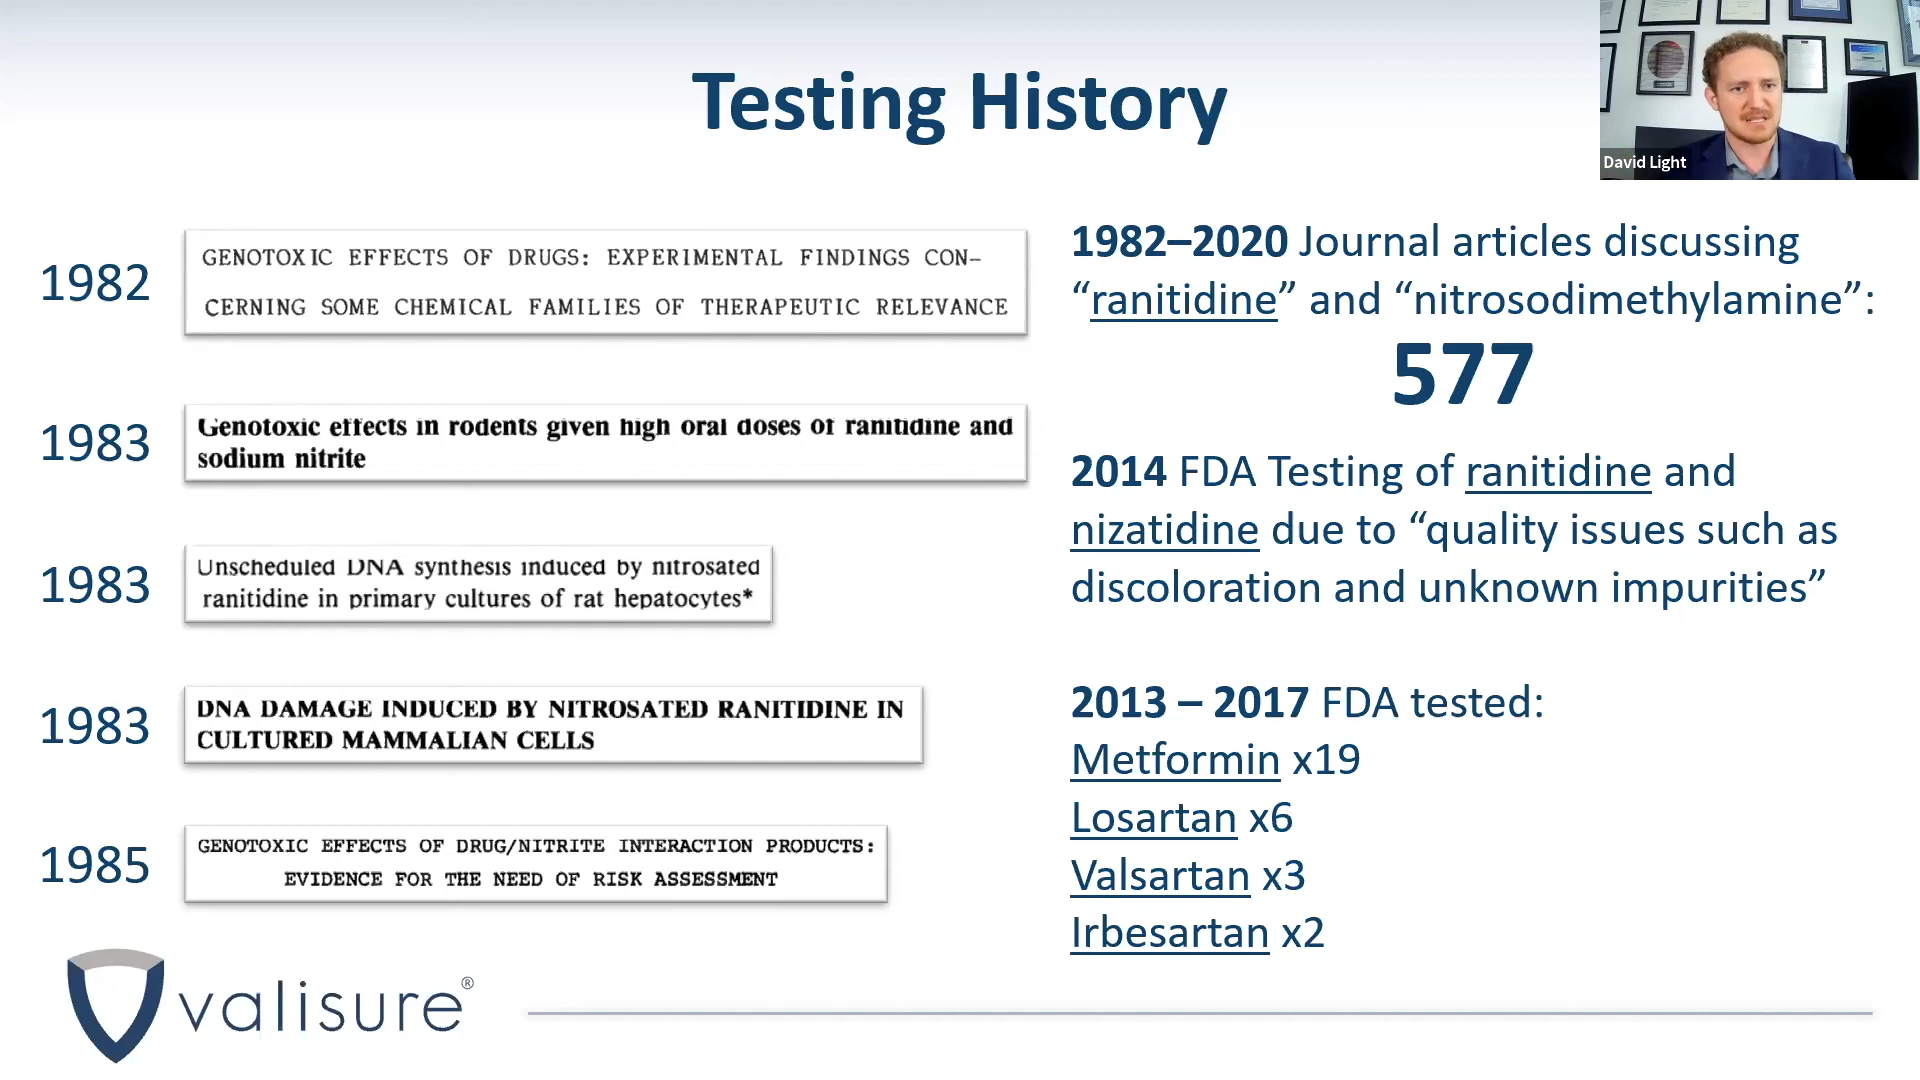 Testing History
David Light
1982
GENOTOXIC EFFECTS OF DRUGS: EXPERIMENTAL FINDINGS CON-
CERNING SOME CHEMICAL FAMILIES OF THERAPEUTIC RELEVANCE
1983
Genotoxic effects in rodents given high oral doses of ranitidine and
sodium nitrite
1983
Unscheduled DNA synthesis induced by nitrosated
ranitidine in primary cultures of rat hepatocytes*
1983
DNA DAMAGE INDUCED BY NITROSATED RANITIDINE IN
CULTURED MAMMALIAN CELLS
1985
GENOTOXIC EFFECTS OF DRUG/NITRITE INTERACTION PRODUCTS:
EVIDENCE FOR THE NEED OF RISK ASSESSMENT
1982–2020 Journal articles discussing
“ranitidine” and “nitrosodimethylamine”:
577
2014 FDA Testing of ranitidine and
nizatidine due to “quality issues such as
discoloration and unknown impurities”
2013 – 2017 FDA tested:
Metformin x19
Losartan x6
Valsartan x3
Irbesartan x2
valisure®